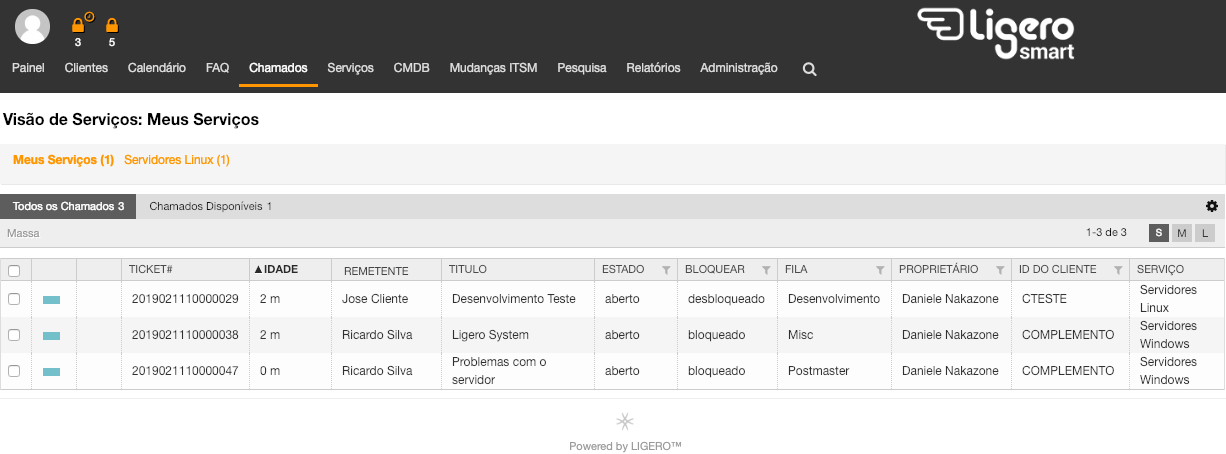 3 5
Ligero
smart
Painel Clientes Calendário FAQ Chamados Serviços CMDB Mudanças ITSM Pesquisa Relatórios Administração
Visão de Serviços: Meus Serviços
Meus Serviços (1) Servidores Linux (1)
Todos os Chamados 3 Chamados Disponíveis 1
Massa 1-3 de 3 S M L
TICKET# ▲IDADE REMETENTE TITULO ESTADO BLOQUEAR FILA PROPRIETÁRIO ID DO CLIENTE SERVIÇO
2019021110000029 2 m Jose Cliente Desenvolvimento Teste aberto desbloqueado Desenvolvimento Daniele Nakazone CTESTE Servidores
Linux
2019021110000038 2 m Ricardo Silva Ligero System aberto bloqueado Misc Daniele Nakazone COMPLEMENTO Servidores
Windows
2019021110000047 0 m Ricardo Silva Problemas com o aberto bloqueado Postmaster Daniele Nakazone COMPLEMENTO Servidores
servidor Windows
Powered by LIGERO™